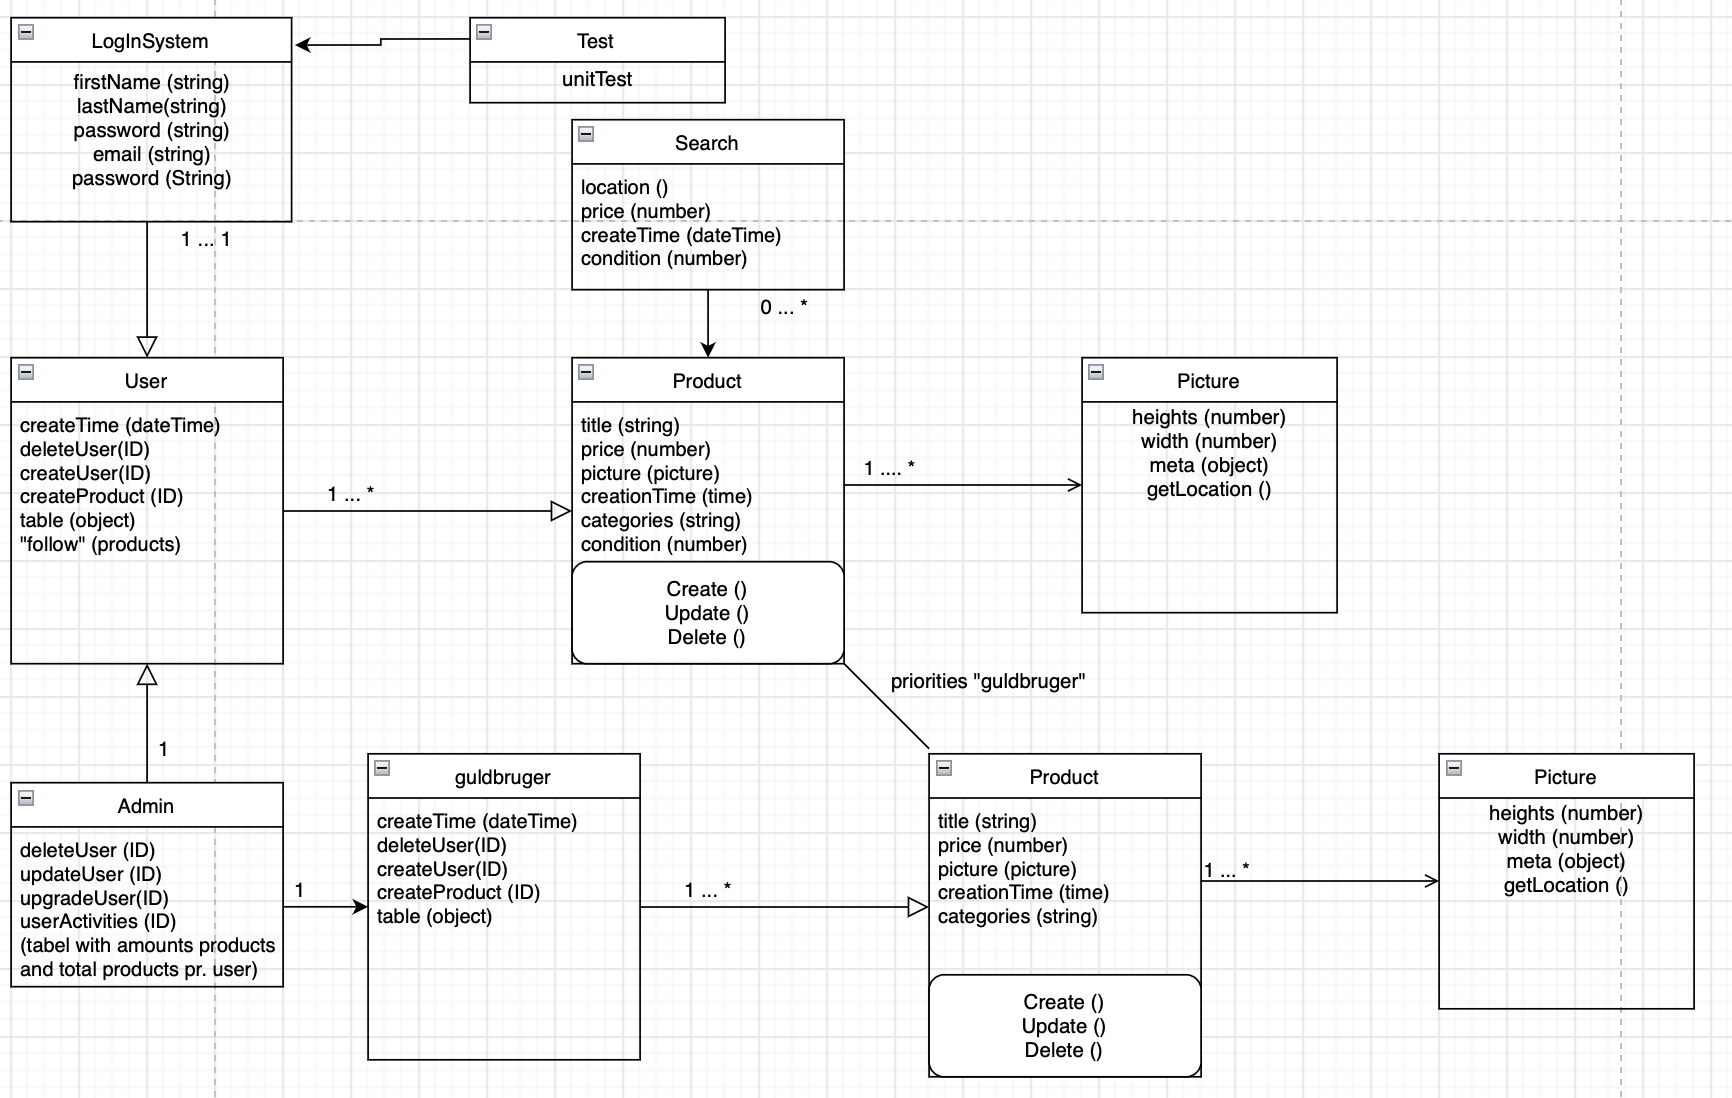 LogInSystem
firstName (string)
lastName(string)
password (string)
email (string)
password (String)
1 ... 1
Test
unitTest
Search
location ()
price (number)
createTime (dateTime)
condition (number)
0 ... *
User
createTime (dateTime)
deleteUser(ID)
createUser(ID)
createProduct (ID)
table (object)
"follow" (products)
1 ... *
Product
title (string)
price (number)
picture (picture)
creationTime (time)
categories (string)
condition (number)
Create ()
Update ()
Delete ()
1 .... *
Picture
heights (number)
width (number)
meta (object)
getLocation ()
priorities "guldbruger"
1
Admin
deleteUser (ID)
updateUser (ID)
upgradeUser(ID)
userActivities (ID)
(tabel with amounts products
and total products pr. user)
1
guldbruger
createTime (dateTime)
deleteUser(ID)
createUser(ID)
createProduct (ID)
table (object)
1 ... *
Product
title (string)
price (number)
picture (picture)
creationTime (time)
categories (string)
Create ()
Update ()
Delete ()
1 ... *
Picture
heights (number)
width (number)
meta (object)
getLocation ()